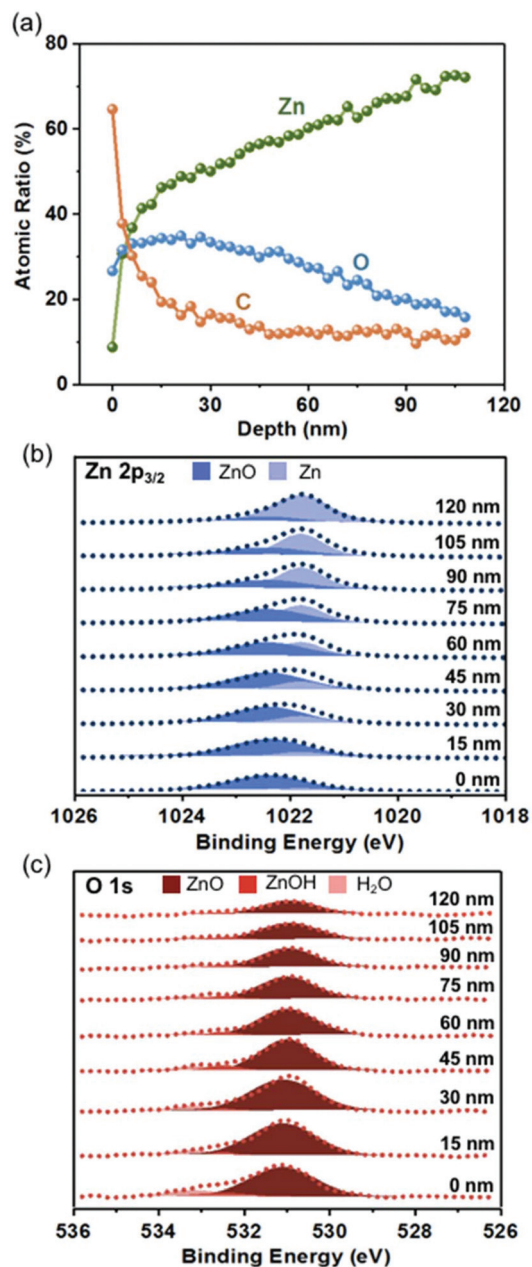 (a)
80
60
40
20
0
Atomic Ratio (%)
Zn
O
C
0 30 60 90 120
Depth (nm)
(b)
Zn 2p3/2 ZnO Zn
120 nm
105 nm
90 nm
75 nm
60 nm
45 nm
30 nm
15 nm
0 nm
1026 1024 1022 1020 1018
Binding Energy (eV)
(c)
O 1s ZnO ZnOH H2O
120 nm
105 nm
90 nm
75 nm
60 nm
45 nm
30 nm
15 nm
0 nm
536 534 532 530 528 526
Binding Energy (eV)